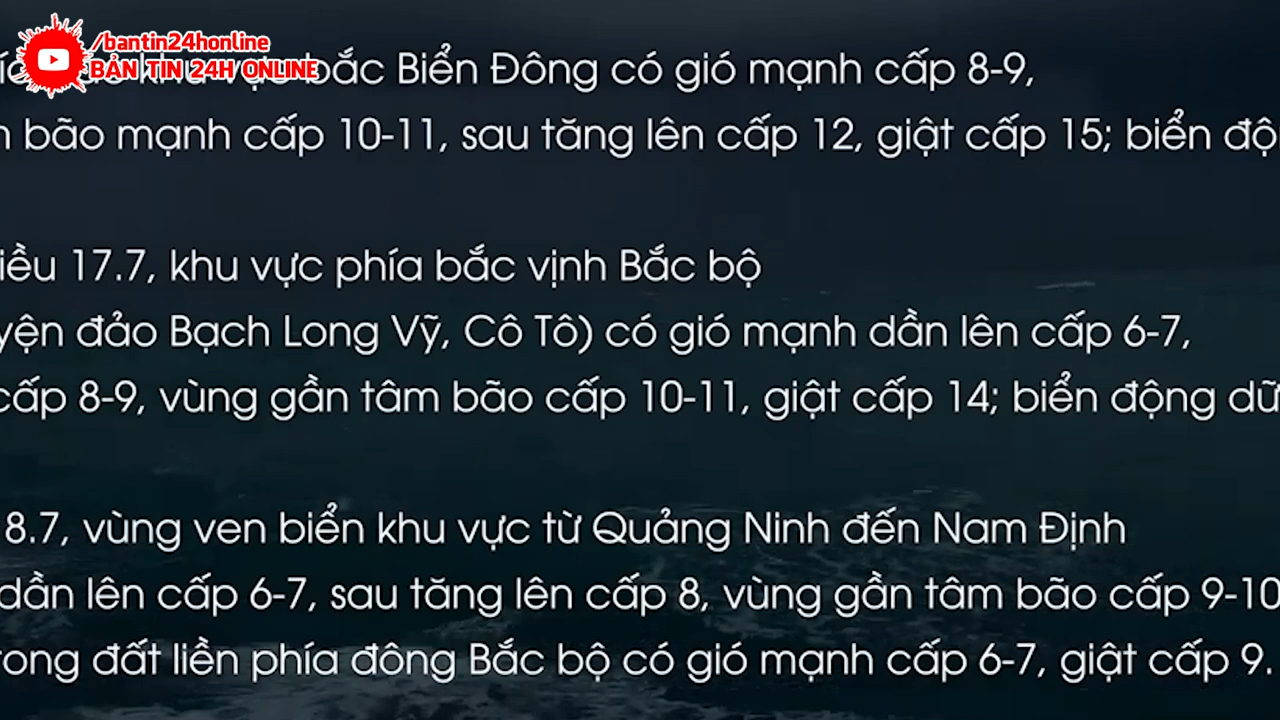 /bantin24honline
BẢN TIN 24H ONLINE
khu vực bắc Biển Đông có gió mạnh cấp 8-9,
bão mạnh cấp 10-11, sau tăng lên cấp 12, giật cấp 15; biển độ
iều 17.7, khu vực phía bắc vịnh Bắc bộ
yện đảo Bạch Long Vỹ, Cô Tô) có gió mạnh dần lên cấp 6-7,
cấp 8-9, vùng gần tâm bão cấp 10-11, giật cấp 14; biển động dữ
8.7, vùng ven biển khu vực từ Quảng Ninh đến Nam Định
dần lên cấp 6-7, sau tăng lên cấp 8, vùng gần tâm bão cấp 9-10
rong đất liền phía đông Bắc bộ có gió mạnh cấp 6-7, giật cấp 9.